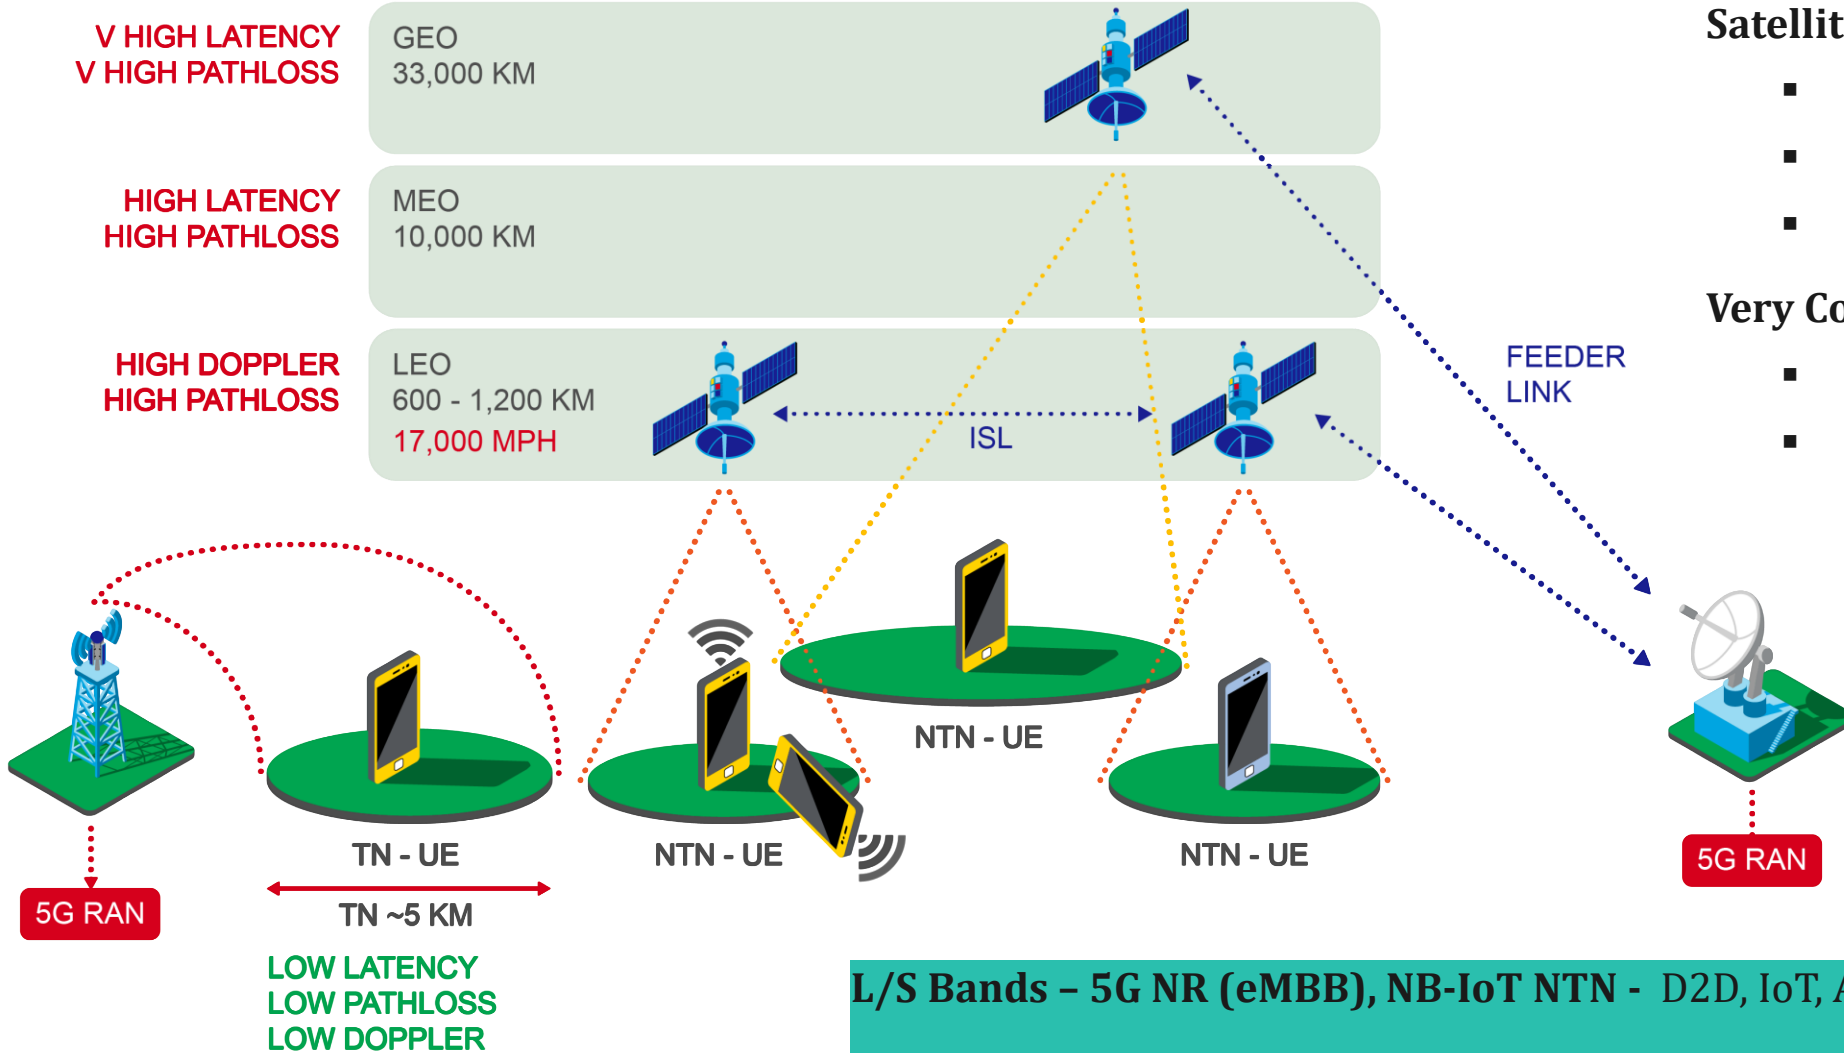 V HIGH LATENCY
V HIGH PATHLOSS
GEO
33,000 KM
HIGH LATENCY
HIGH PATHLOSS
MEO
10,000 KM
HIGH DOPPLER
HIGH PATHLOSS
LEO
600 - 1,200 KM
17,000 MPH
ISL
FEEDER
LINK
Satellit
Very Co
NTN - UE
TN - UE
NTN - UE
NTN - UE
5G RAN
5G RAN
TN ~5 KM
LOW LATENCY
LOW PATHLOSS
LOW DOPPLER
L/S Bands – 5G NR (eMBB), NB-IoT NTN - D2D, IoT, A